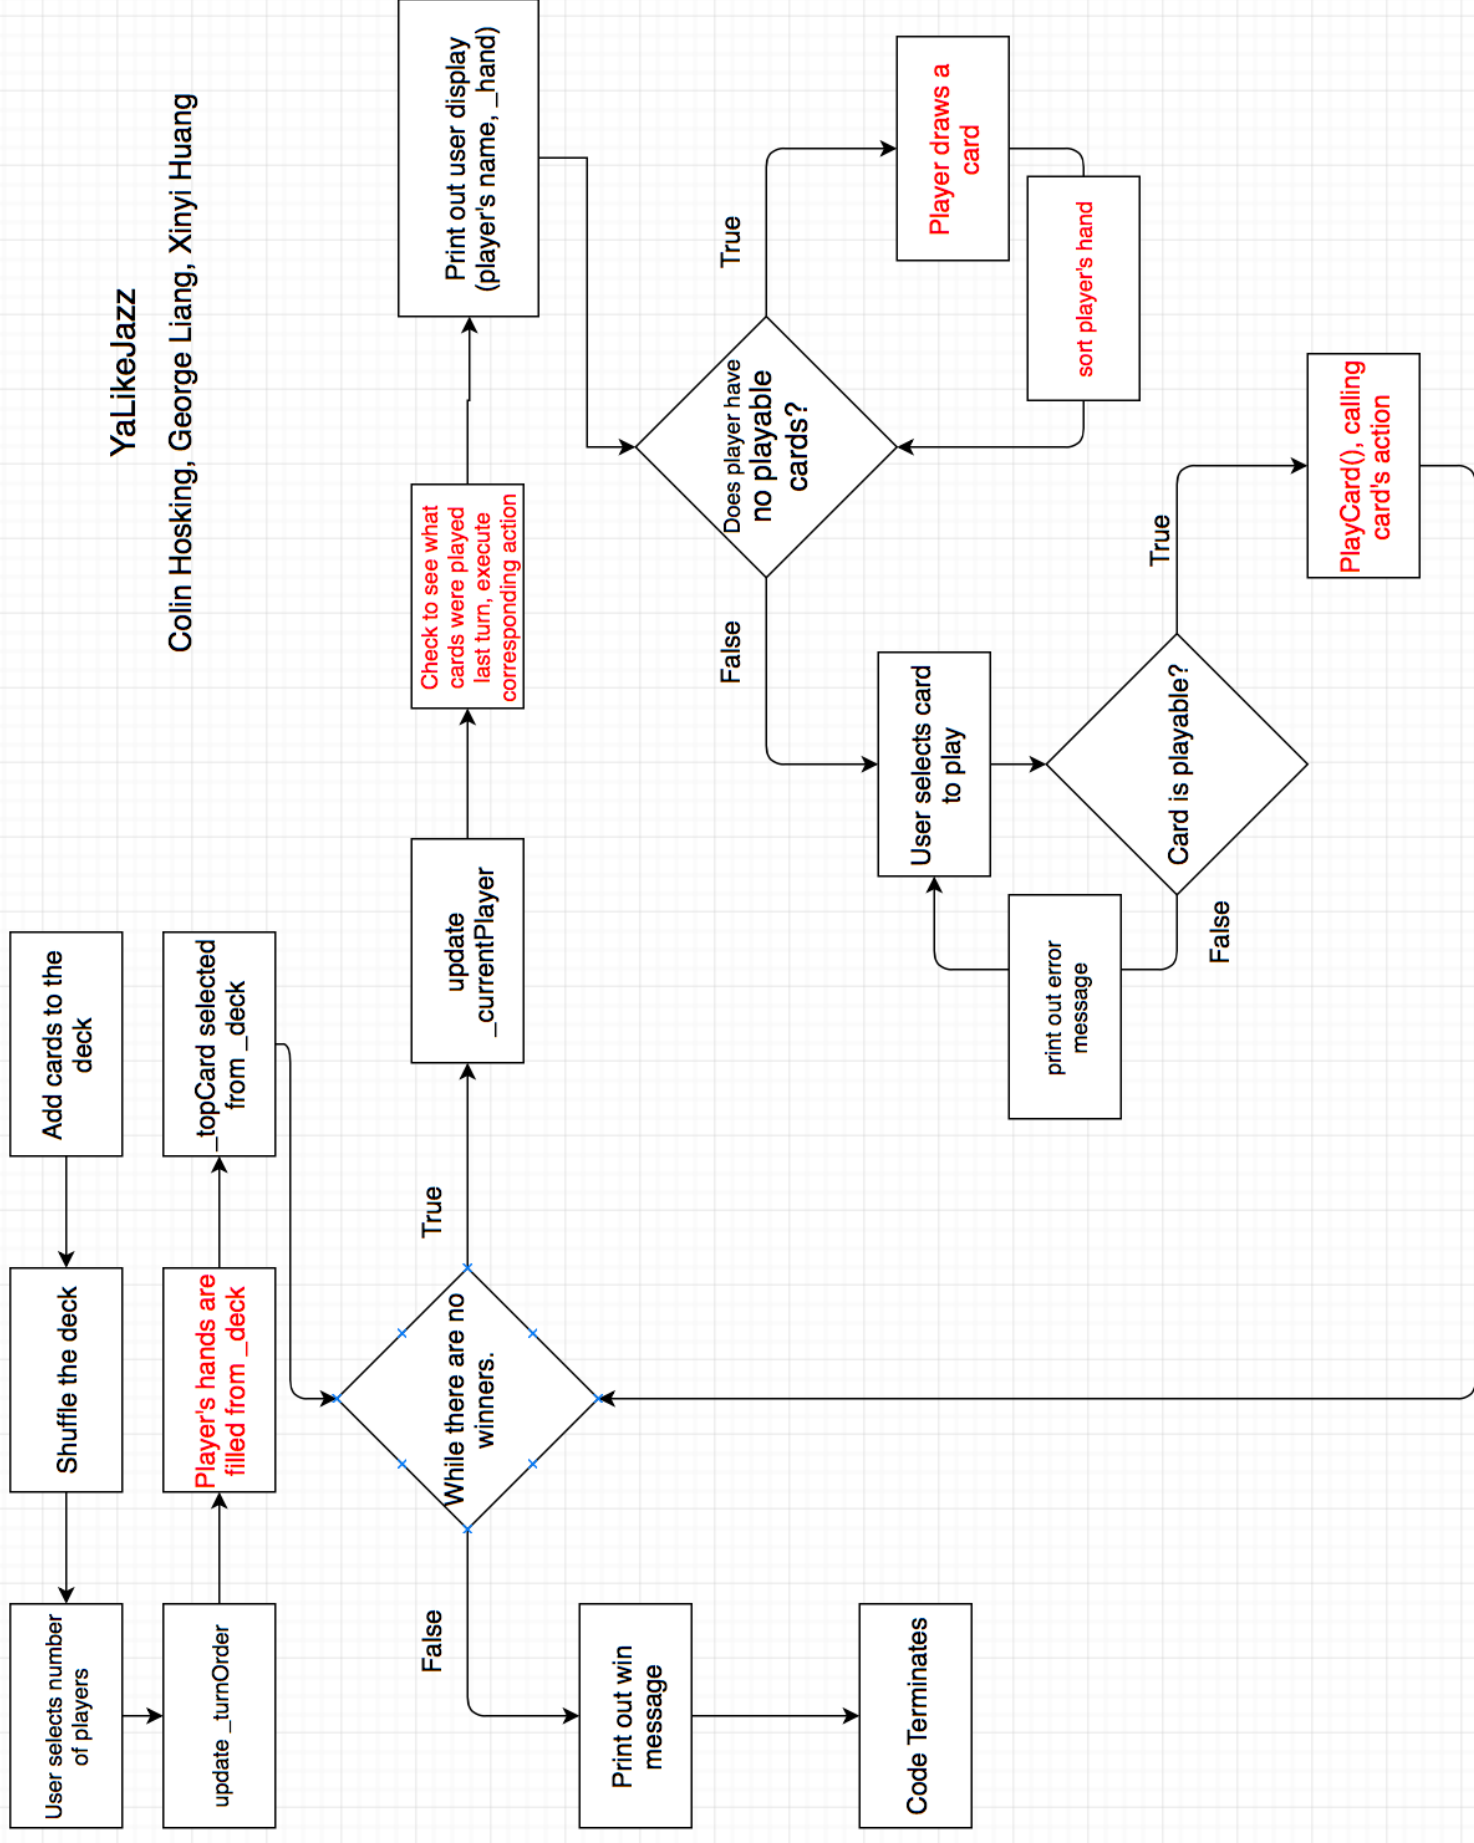 YaLikeJazz
Colin Hosking, George Liang, Xinyi Huang
Add cards to the
deck
Shuffle the deck
User selects number
of players
update _turnOrder
Player's hands are
filled from _deck
_topCard selected
from _deck
While there are no
winners.
True
False
Print out win
message
Code Terminates
update
_currentPlayer
Check to see what
cards were played
last turn, execute
corresponding action
Print out user display
(player's name, _hand)
Does player have
no playable
cards?
True
Player draws a
card
sort player's hand
False
User selects card
to play
Card is playable?
False
print out error
message
True
PlayCard(), calling
card's action